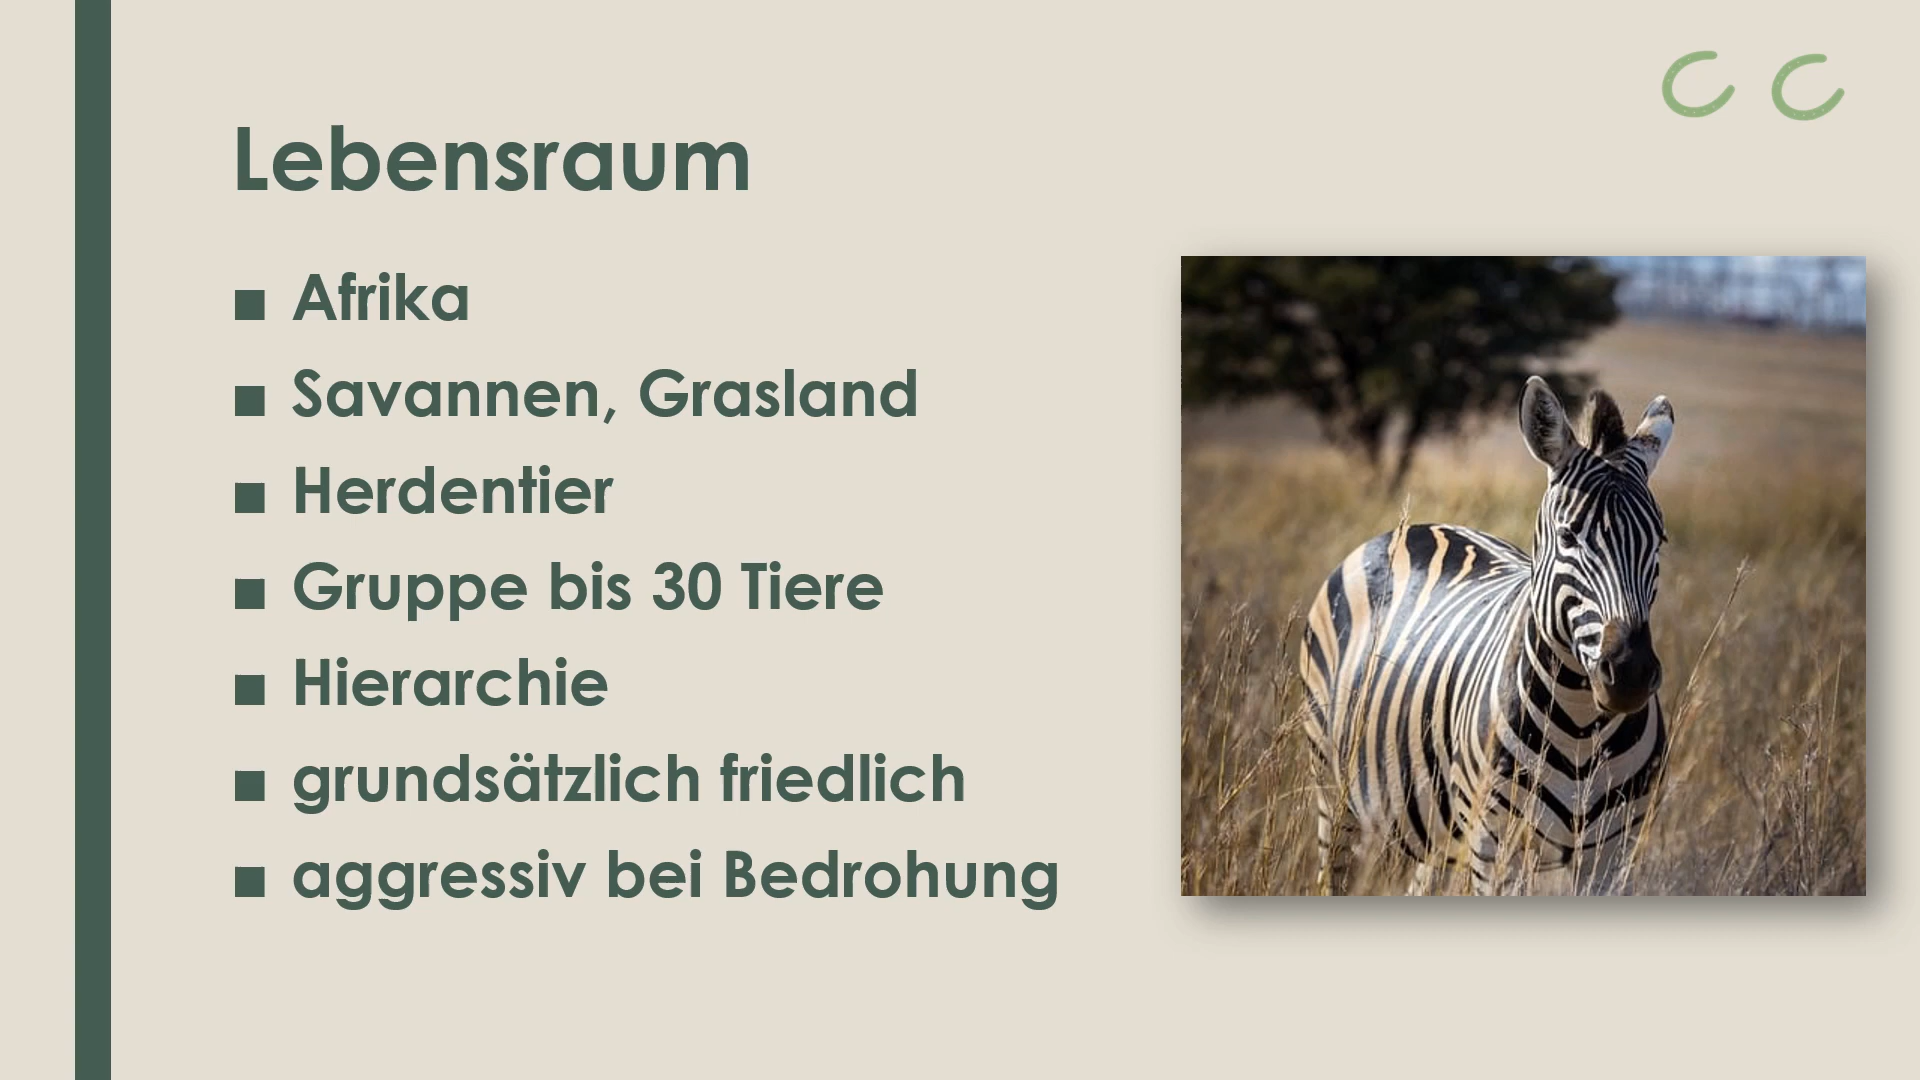 Lebensraum
■ Afrika
■ Savannen, Grasland
■ Herdentier
■ Gruppe bis 30 Tiere
■ Hierarchie
■ grundsätzlich friedlich
■ aggressiv bei Bedrohung